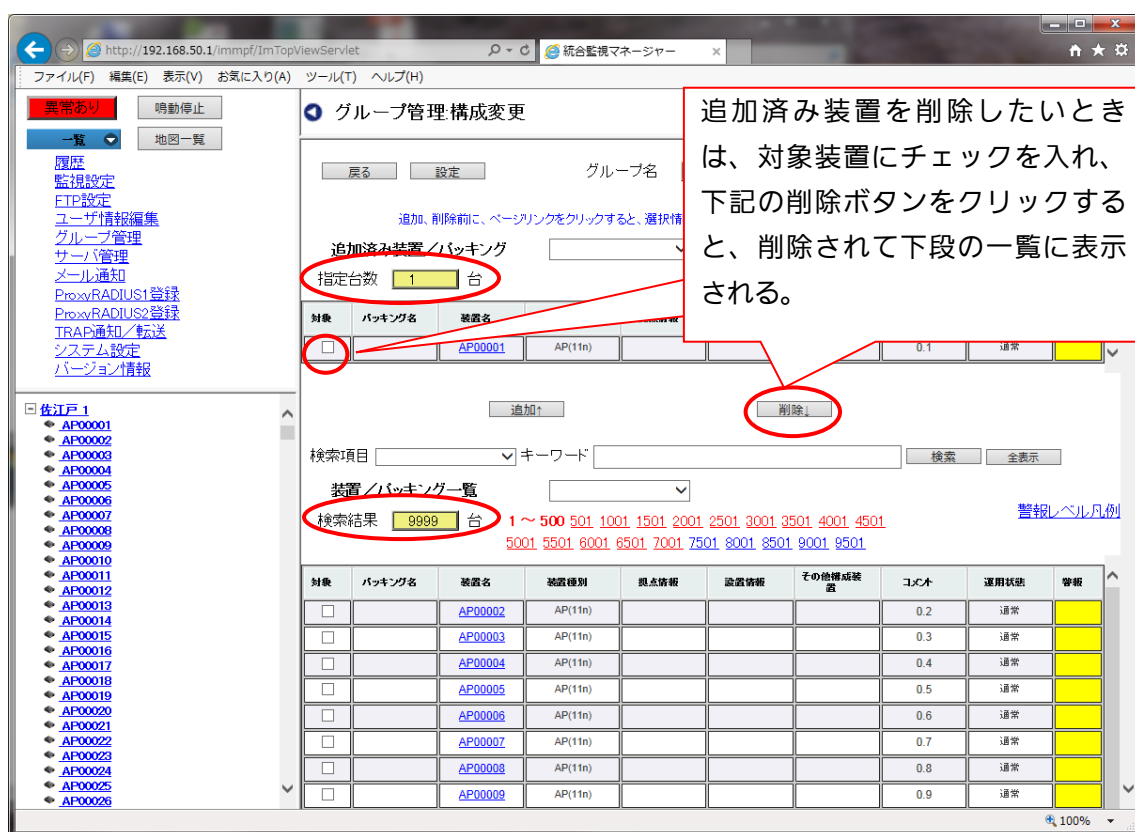 http://192.168.50.1/immpf/ImTopViewServlet
統合監視マネージャー
ファイル(F) 編集(E) 表示(V) お気に入り(A) ツール(T) ヘルプ(H)
異常あり 鳴動停止
一覧 地図一覧
履歴
監視設定
FTP設定
ユーザ情報編集
グループ管理
サーバ管理
メール通知
ProxyRADIUS1登録
ProxyRADIUS2登録
TRAP通知／転送
システム設定
バージョン情報
佐江戸 1
AP00001
AP00002
AP00003
AP00004
AP00005
AP00006
AP00007
AP00008
AP00009
AP00010
AP00011
AP00012
AP00013
AP00014
AP00015
AP00016
AP00017
AP00018
AP00019
AP00020
AP00021
AP00022
AP00023
AP00024
AP00025
AP00026
グループ管理:構成変更
戻る 設定 グループ名
追加、削除前に、ページリンクをクリックすると、選択情
追加済み装置／パッキング
指定台数 1 台
対象 パッキング名 装置名
AP00001 AP(11n) 0.1 通常
追加済み装置を削除したいとき
は、対象装置にチェックを入れ、
下記の削除ボタンをクリックする
と、削除されて下段の一覧に表示
される。
追加↑ 削除↓
検索項目 キーワード 検索 全表示
装置／パッキング一覧
検索結果 9999 台 1 ～ 500 501 1001 1501 2001 2501 3001 3501 4001 4501
5001 5501 6001 6501 7001 7501 8001 8501 9001 9501
警報レベル凡例
対象 パッキング名 装置名 装置種別 拠点情報 設置情報 その他構成装置 コメント 運用状態 警報
AP00002 AP(11n) 0.2 通常
AP00003 AP(11n) 0.3 通常
AP00004 AP(11n) 0.4 通常
AP00005 AP(11n) 0.5 通常
AP00006 AP(11n) 0.6 通常
AP00007 AP(11n) 0.7 通常
AP00008 AP(11n) 0.8 通常
AP00009 AP(11n) 0.9 通常
100%